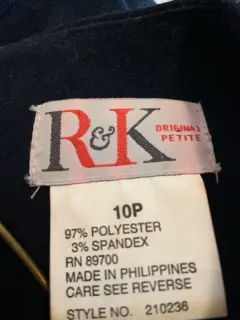 R&K
ORIGINAL
PETITE
10P
97% POLYESTER
3% SPANDEX
RN 89700
MADE IN PHILIPPINES
CARE SEE REVERSE
STYLE NO. 210236